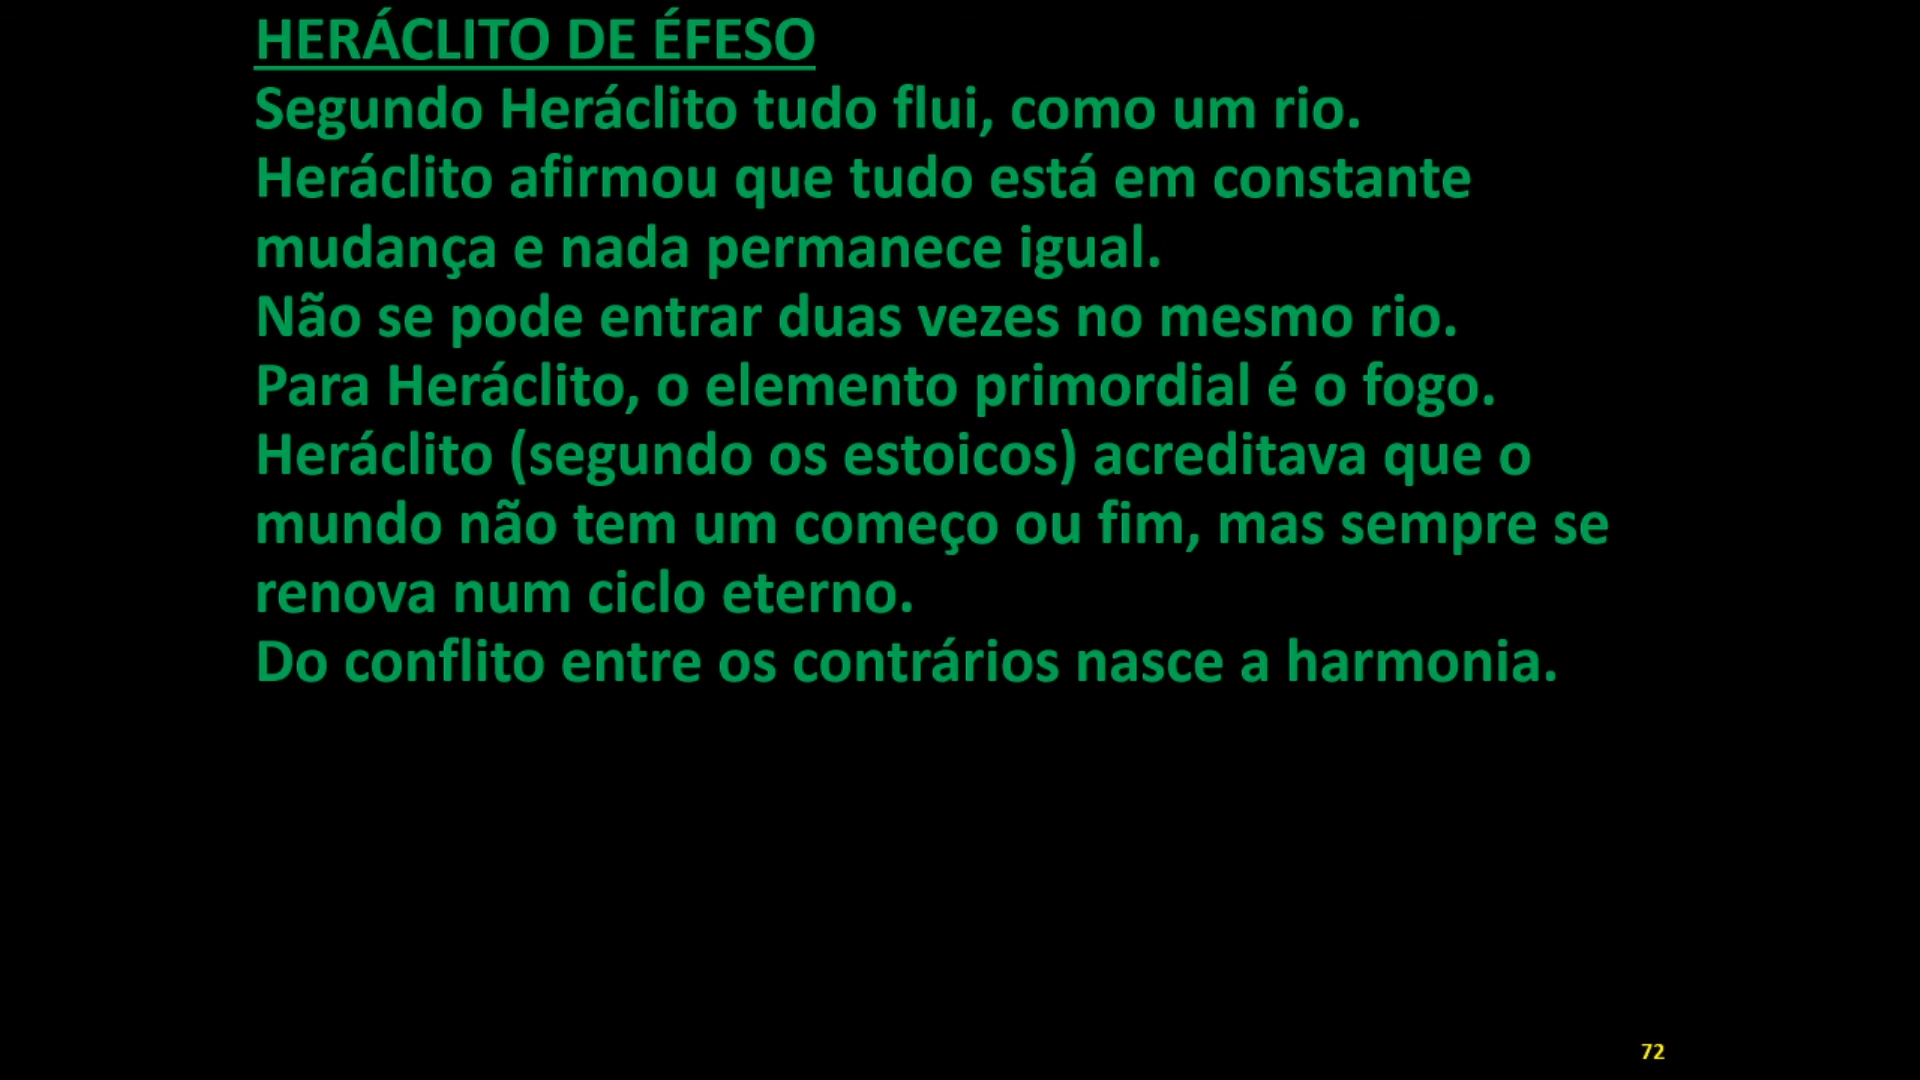 HERÁCLITO DE ÉFESO
Segundo Heráclito tudo flui, como um rio.
Heráclito afirmou que tudo está em constante
mudança e nada permanece igual.
Não se pode entrar duas vezes no mesmo rio.
Para Heráclito, o elemento primordial é o fogo.
Heráclito (segundo os estoicos) acreditava que o
mundo não tem um começo ou fim, mas sempre se
renova num ciclo eterno.
Do conflito entre os contrários nasce a harmonia.
72